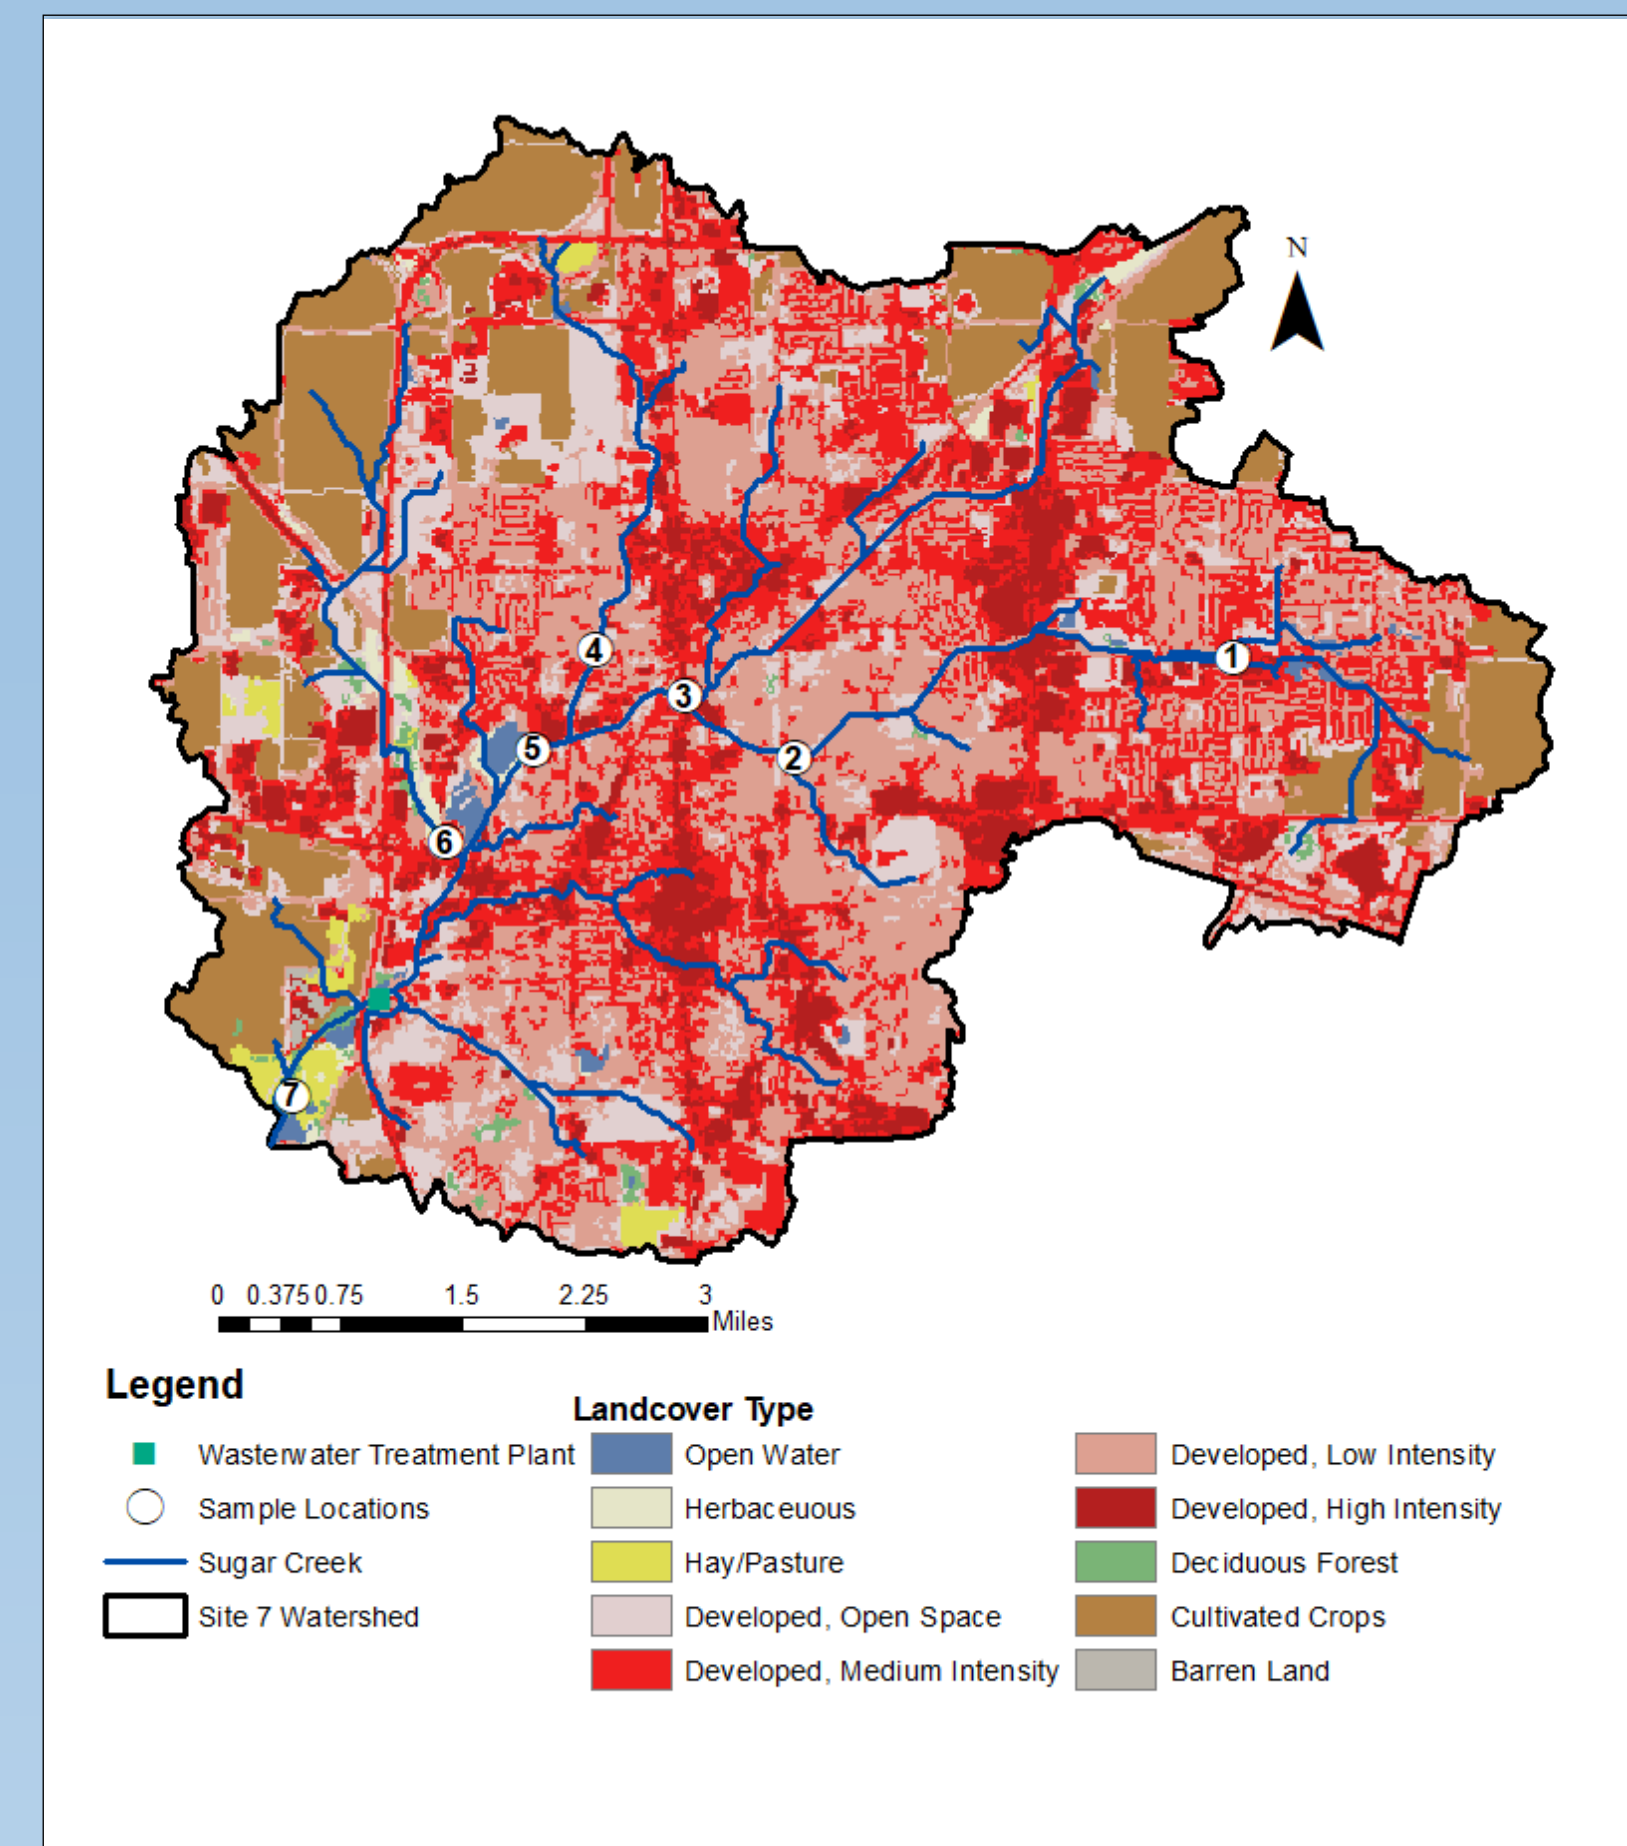 N
4
1
3
5
2
6
7
0 0.375 0.75 1.5 2.25 3
Miles
Legend
Wasterwater Treatment Plant
Sample Locations
Sugar Creek
Site 7 Watershed
Landcover Type
Open Water
Herbaceuous
Hay/Pasture
Developed, Open Space
Developed, Medium Intensity
Developed, Low Intensity
Developed, High Intensity
Deciduous Forest
Cultivated Crops
Barren Land